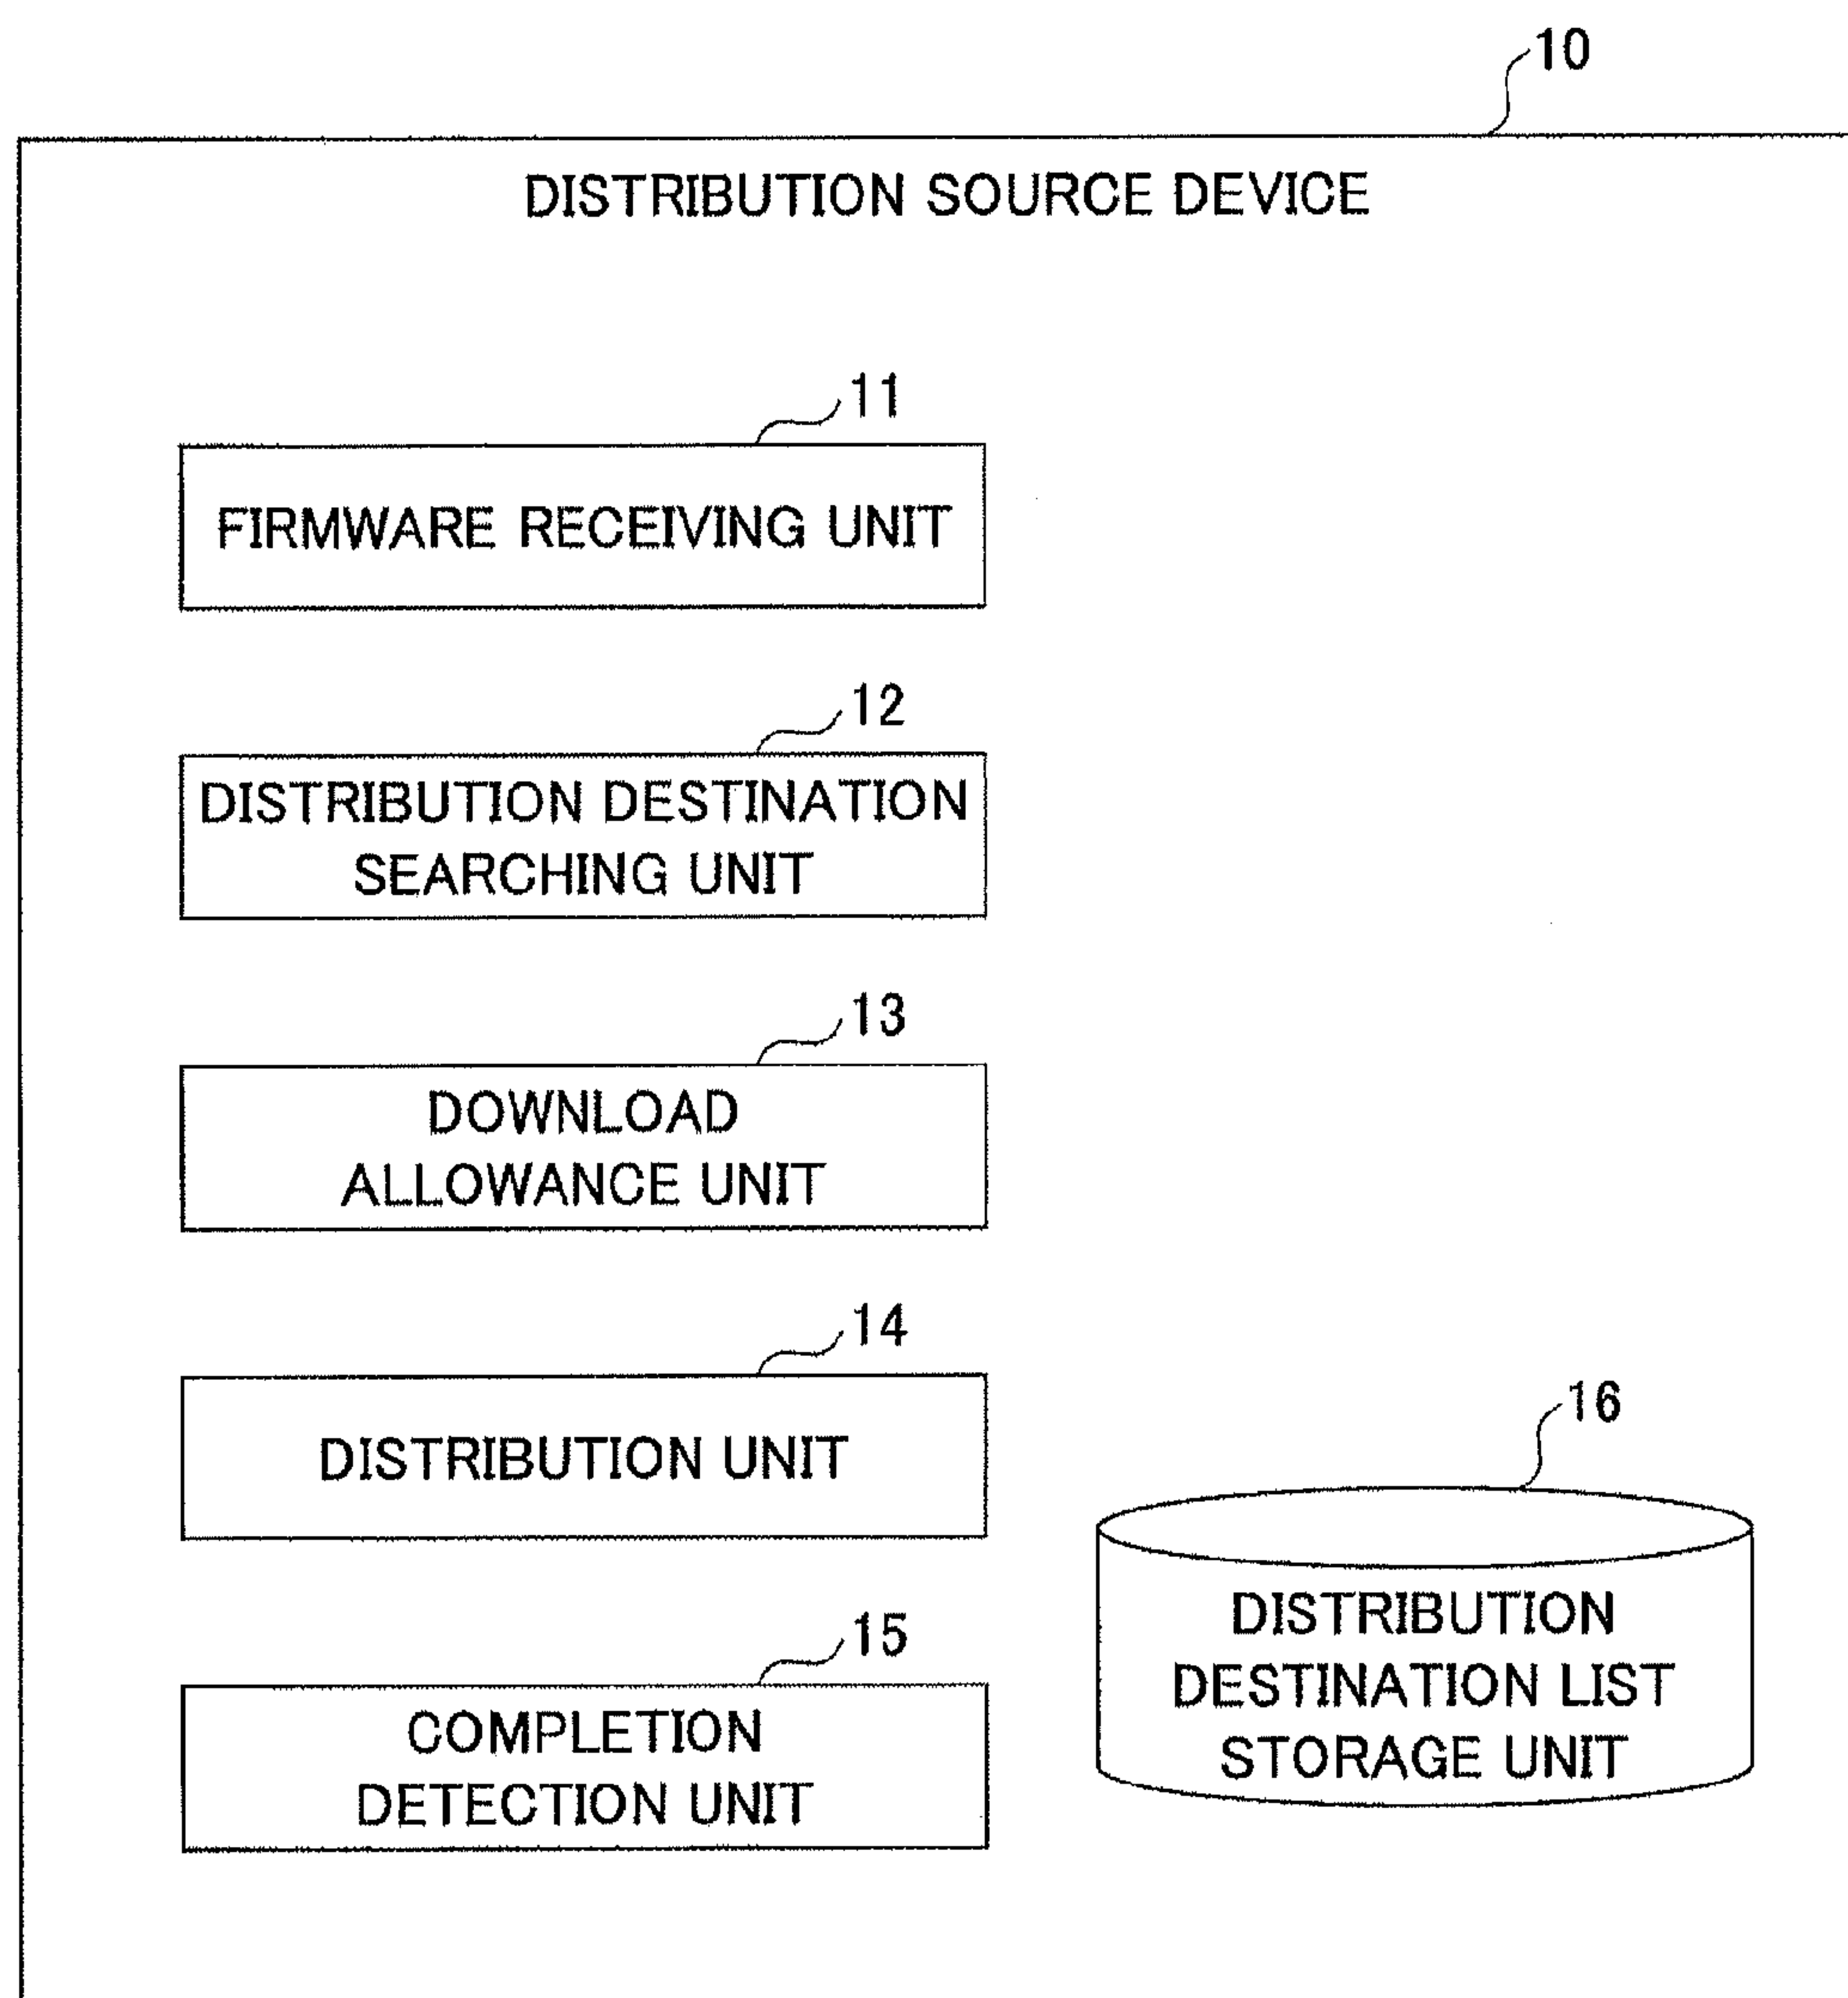 10
DISTRIBUTION SOURCE DEVICE
11
FIRMWARE RECEIVING UNIT
12
DISTRIBUTION DESTINATION
SEARCHING UNIT
13
DOWNLOAD
ALLOWANCE UNIT
14
DISTRIBUTION UNIT
16
DISTRIBUTION
DESTINATION LIST
STORAGE UNIT
15
COMPLETION
DETECTION UNIT